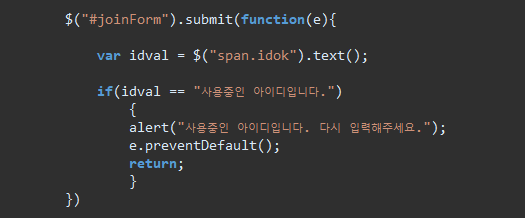 $("#joinForm").submit(function(e){
var idval = $("span.idok").text();
if(idval == "사용중인 아이디입니다.")
{
alert("사용중인 아이디입니다. 다시 입력해주세요.");
e.preventDefault();
return;
}
})